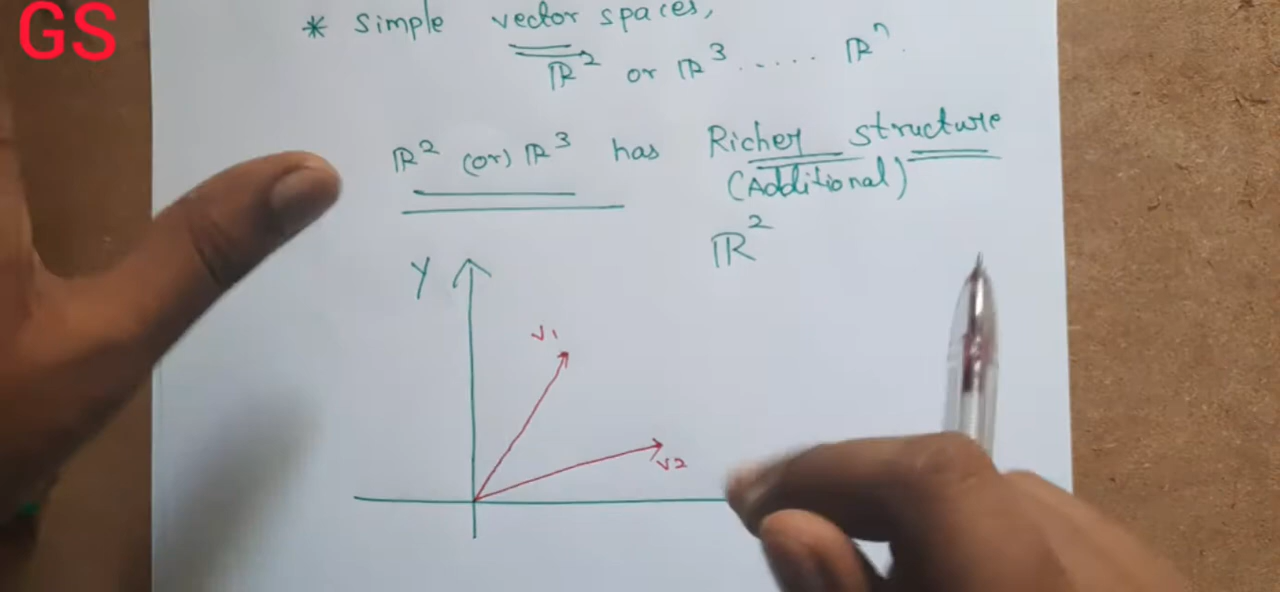 GS
* Simple vector spaces,
ℝ² or ℝ³ ..... ℝⁿ.
ℝ² (or) ℝ³ has Richer structure
(Additional)
ℝ²
Y
v1
v2